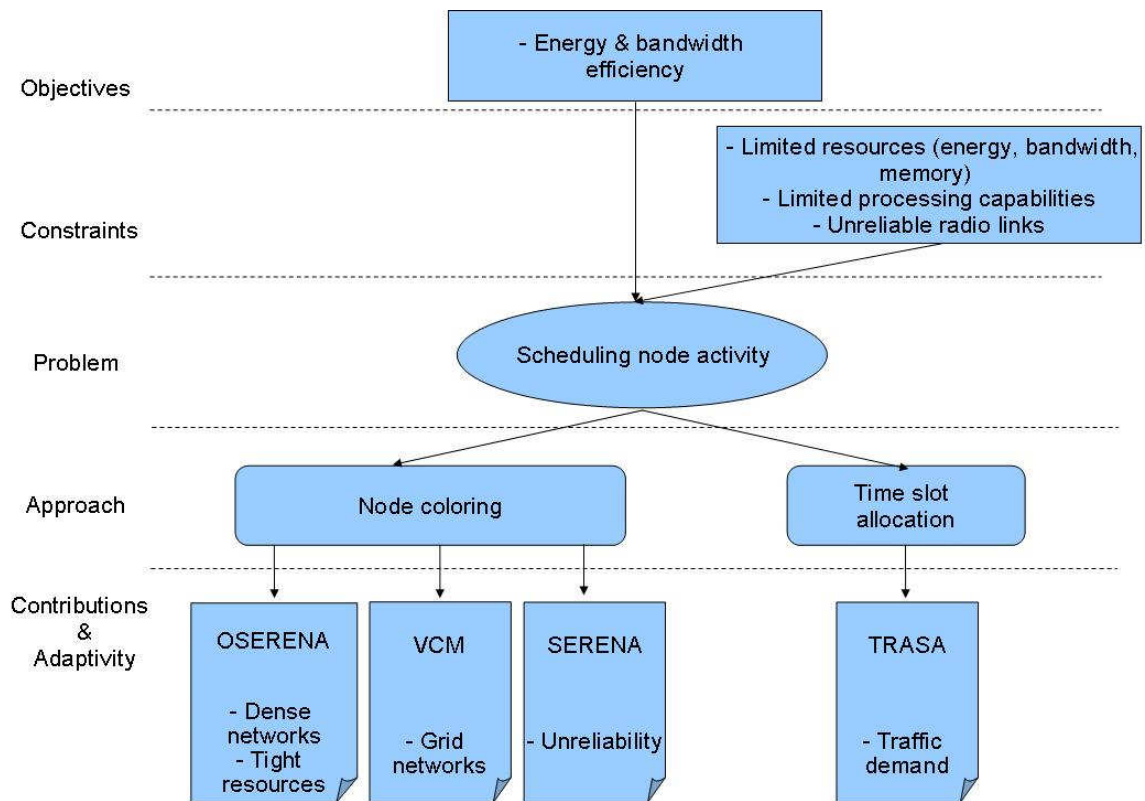 - Energy & bandwidth
efficiency
Objectives
- Limited resources (energy, bandwidth,
memory)
- Limited processing capabilities
- Unreliable radio links
Constraints
Scheduling node activity
Problem
Approach
Node coloring
Time slot
allocation
Contributions
&
Adaptivity
OSERENA
- Dense
networks
- Tight
resources
VCM
- Grid
networks
SERENA
- Unreliability
TRASA
- Traffic
demand